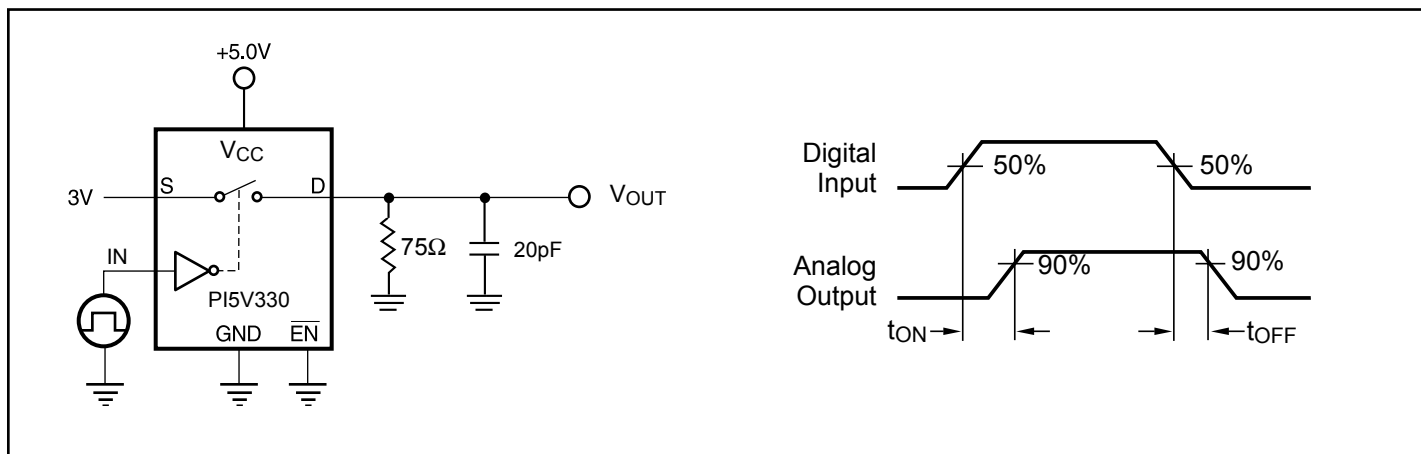 +5.0V
VCC
S
D
3V
VOUT
IN
75Ω
20pF
PI5V330
GND
EN
Digital
Input
50%
50%
Analog
Output
90%
90%
tON
tOFF